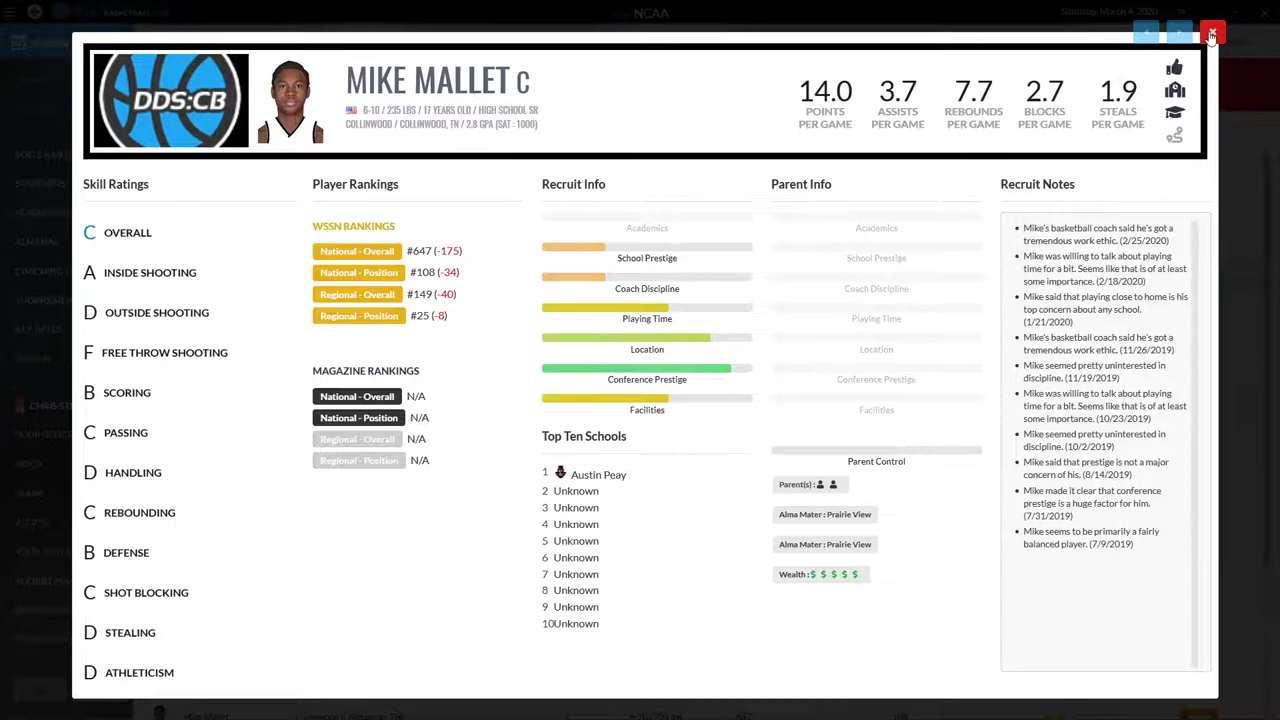 NCAA
DDS:CB
MIKE MALLET C
6-10 / 235 LBS / 17 YEARS OLD / HIGH SCHOOL SR
COLLINWOOD / COLLINWOOD, TN / 2.8 GPA (SAT : 1000)
14.0
POINTS
PER GAME
3.7
ASSISTS
PER GAME
7.7
REBOUNDS
PER GAME
2.7
BLOCKS
PER GAME
1.9
STEALS
PER GAME
Skill Ratings
C OVERALL
A INSIDE SHOOTING
D OUTSIDE SHOOTING
F FREE THROW SHOOTING
B SCORING
C PASSING
D HANDLING
C REBOUNDING
B DEFENSE
C SHOT BLOCKING
D STEALING
D ATHLETICISM
Player Rankings
WSSN RANKINGS
National - Overall #647 (-175)
National - Position #108 (-34)
Regional - Overall #149 (-40)
Regional - Position #25 (-8)
MAGAZINE RANKINGS
National - Overall N/A
National - Position N/A
Regional - Overall N/A
Regional - Position N/A
Recruit Info
Academics
School Prestige
Coach Discipline
Playing Time
Location
Conference Prestige
Facilities
Top Ten Schools
1 Austin Peay
2 Unknown
3 Unknown
4 Unknown
5 Unknown
6 Unknown
7 Unknown
8 Unknown
9 Unknown
10Unknown
Parent Info
Academics
School Prestige
Coach Discipline
Playing Time
Location
Conference Prestige
Facilities
Parent Control
Parent(s) :
Alma Mater : Prairie View
Alma Mater : Prairie View
Wealth : $ $ $ $ $
Recruit Notes
• Mike's basketball coach said he's got a
tremendous work ethic. (2/25/2020)
• Mike was willing to talk about playing
time for a bit. Seems like that is of at least
some importance. (2/18/2020)
• Mike said that playing close to home is his
top concern about any school.
(1/21/2020)
• Mike's basketball coach said he's got a
tremendous work ethic. (11/26/2019)
• Mike seemed pretty uninterested in
discipline. (11/19/2019)
• Mike was willing to talk about playing
time for a bit. Seems like that is of at least
some importance. (10/23/2019)
• Mike seemed pretty uninterested in
discipline. (10/2/2019)
• Mike said that prestige is not a major
concern of his. (8/14/2019)
• Mike made it clear that conference
prestige is a huge factor for him.
(7/31/2019)
• Mike seems to be primarily a fairly
balanced player. (7/9/2019)